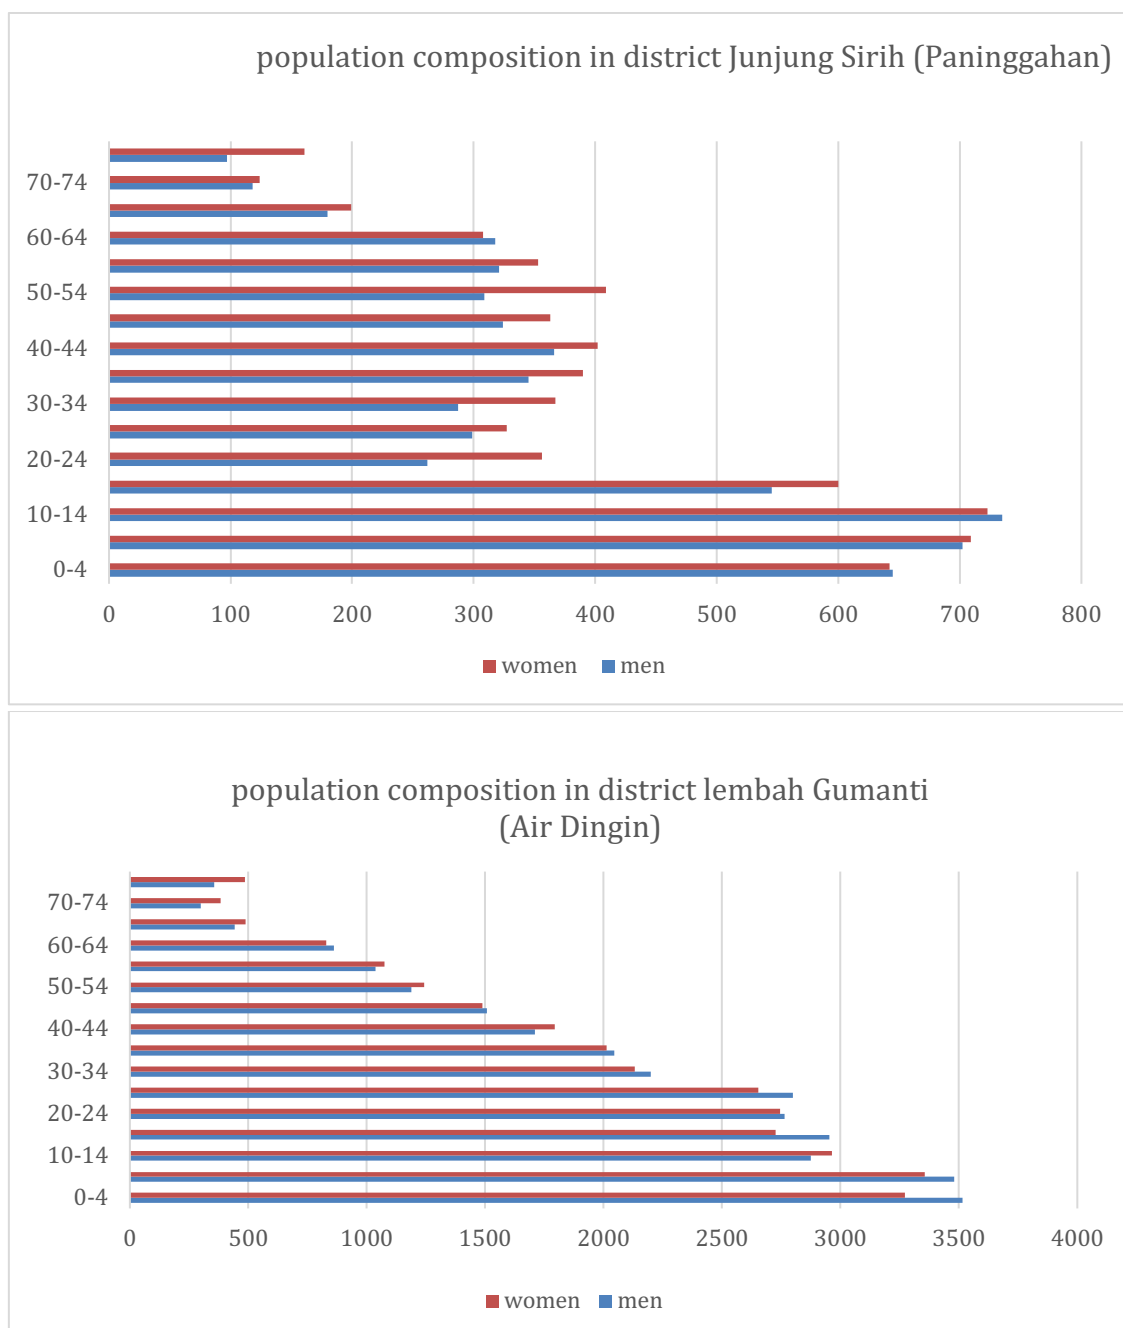 population composition in district Junjung Sirih (Paninggahan)
70-74
60-64
50-54
40-44
30-34
20-24
10-14
0-4
0 100 200 300 400 500 600 700 800
women men
population composition in district lembah Gumanti
(Air Dingin)
70-74
60-64
50-54
40-44
30-34
20-24
10-14
0-4
0 500 1000 1500 2000 2500 3000 3500 4000
women men